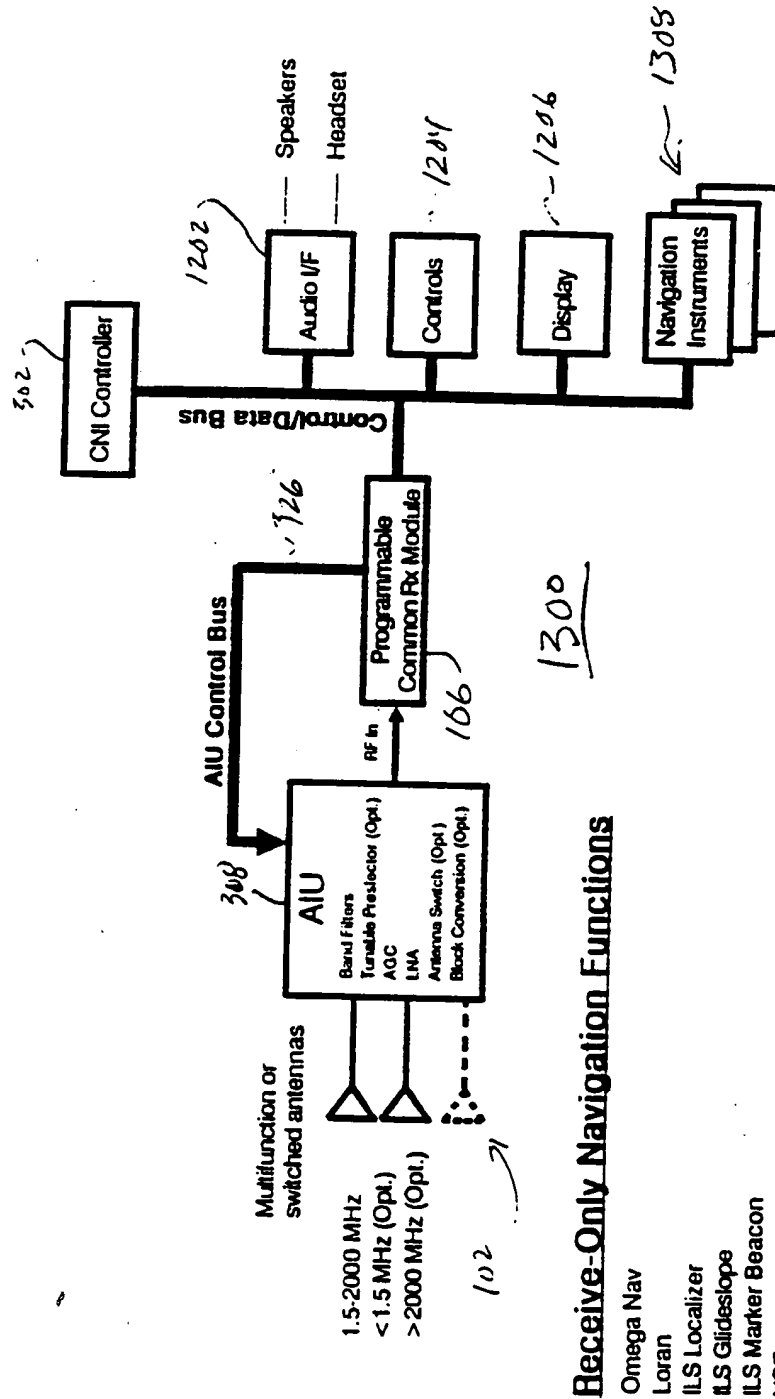 302
CNI Controller
1202
Audio I/F
Speakers
Headset
Controls
1204
Display
1206
Navigation
Instruments
1308
Control/Data Bus
326
AIU Control Bus
Programmable
Common Rx Module
106
RF In
308
AIU
Band Filters
Tunable Preslector (Opt.)
AGC
LNA
Antenna Switch (Opt)
Block Conversion (Opt.)
Multifunction or
switched antennas
1.5-2000 MHz
<1.5 MHz (Opt.)
>2000 MHz (Opt.)
102
1300
Receive-Only Navigation Functions
Omega Nav
Loran
ILS Localizer
ILS Glideslope
ILS Marker Beacon